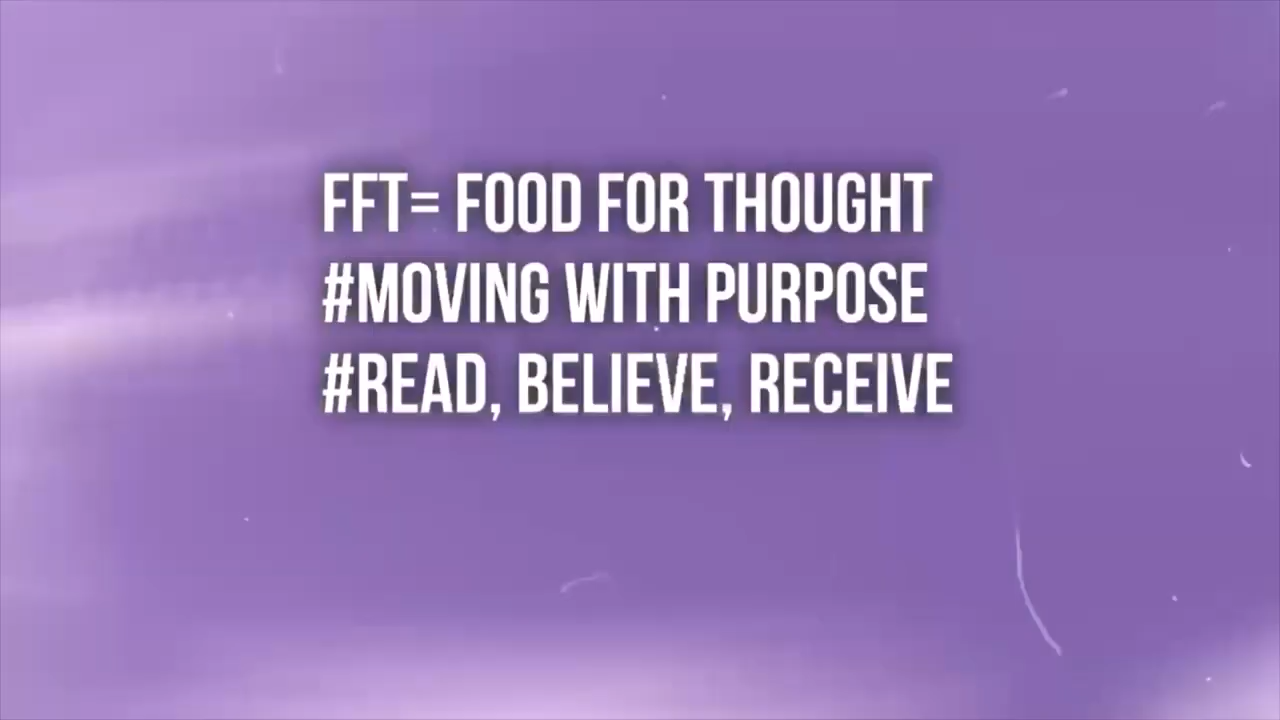 FFT= FOOD FOR THOUGHT
#MOVING WITH PURPOSE
#READ, BELIEVE, RECEIVE